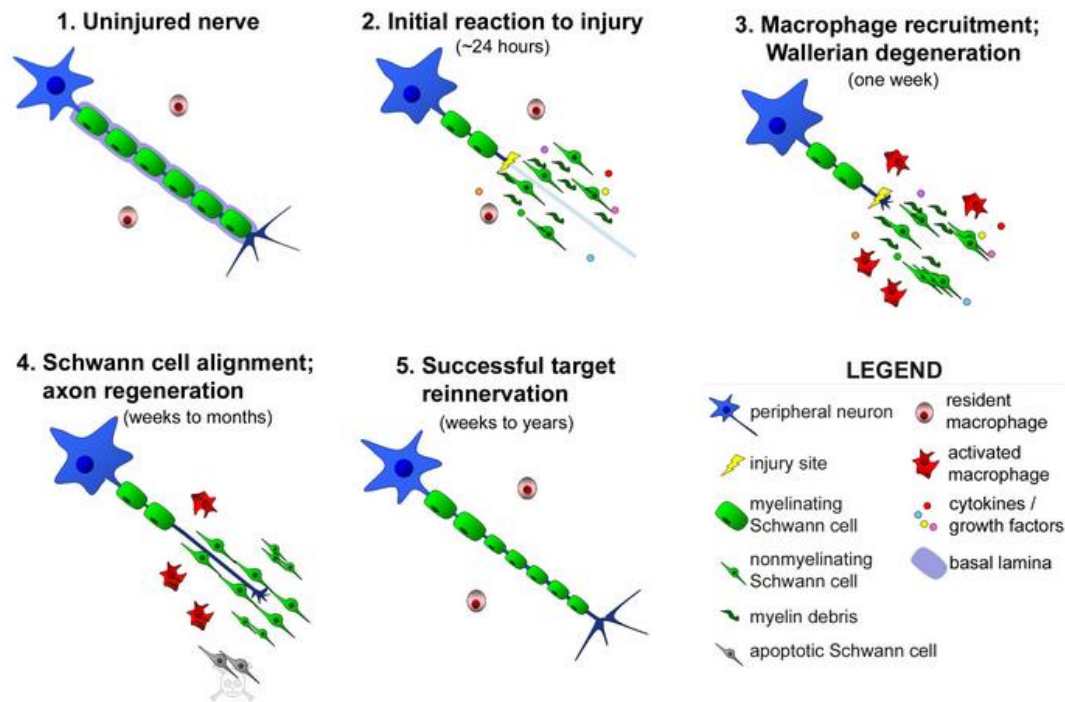 1. Uninjured nerve
2. Initial reaction to injury
(~24 hours)
3. Macrophage recruitment;
Wallerian degeneration
(one week)
4. Schwann cell alignment;
axon regeneration
(weeks to months)
5. Successful target
reinnervation
(weeks to years)
LEGEND
peripheral neuron
injury site
myelinating
Schwann cell
nonmyelinating
Schwann cell
myelin debris
apoptotic Schwann cell
resident
macrophage
activated
macrophage
cytokines /
growth factors
basal lamina